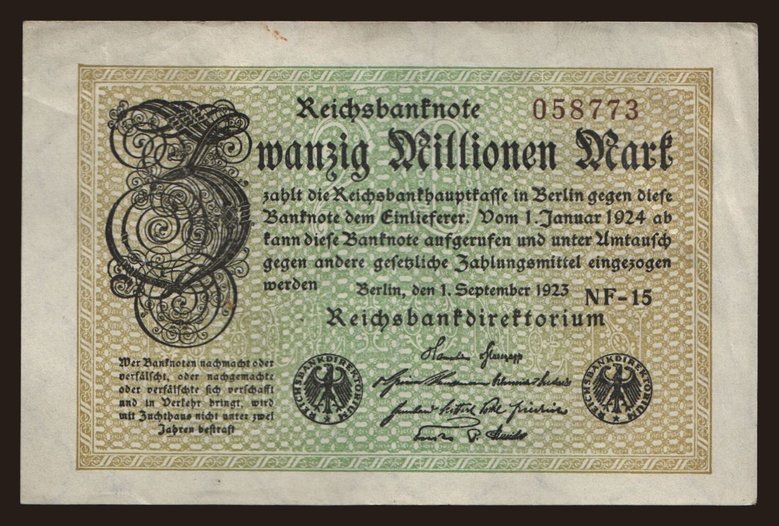 Reichsbanknote 058773
Zwanzig Millionen Mark
zahlt die Reichsbankhauptkasse in Berlin gegen diese
Banknote dem Einlieferer. Vom 1. Januar 1924 ab
kann diese Banknote aufgerufen und unter Umtausch
gegen andere gesetzliche Zahlungsmittel eingezogen
werden Berlin, den 1. September 1923 NF-15
Reichsbankdirektorium
Wer Banknoten nachmacht oder
verfälscht, oder nachgemachte
oder verfälschte sich verschafft
und in Verkehr bringt, wird
mit Zuchthaus nicht unter zwei
Jahren bestraft
REICHSBANKDIREKTORIUM
REICHSBANKDIREKTORIUM